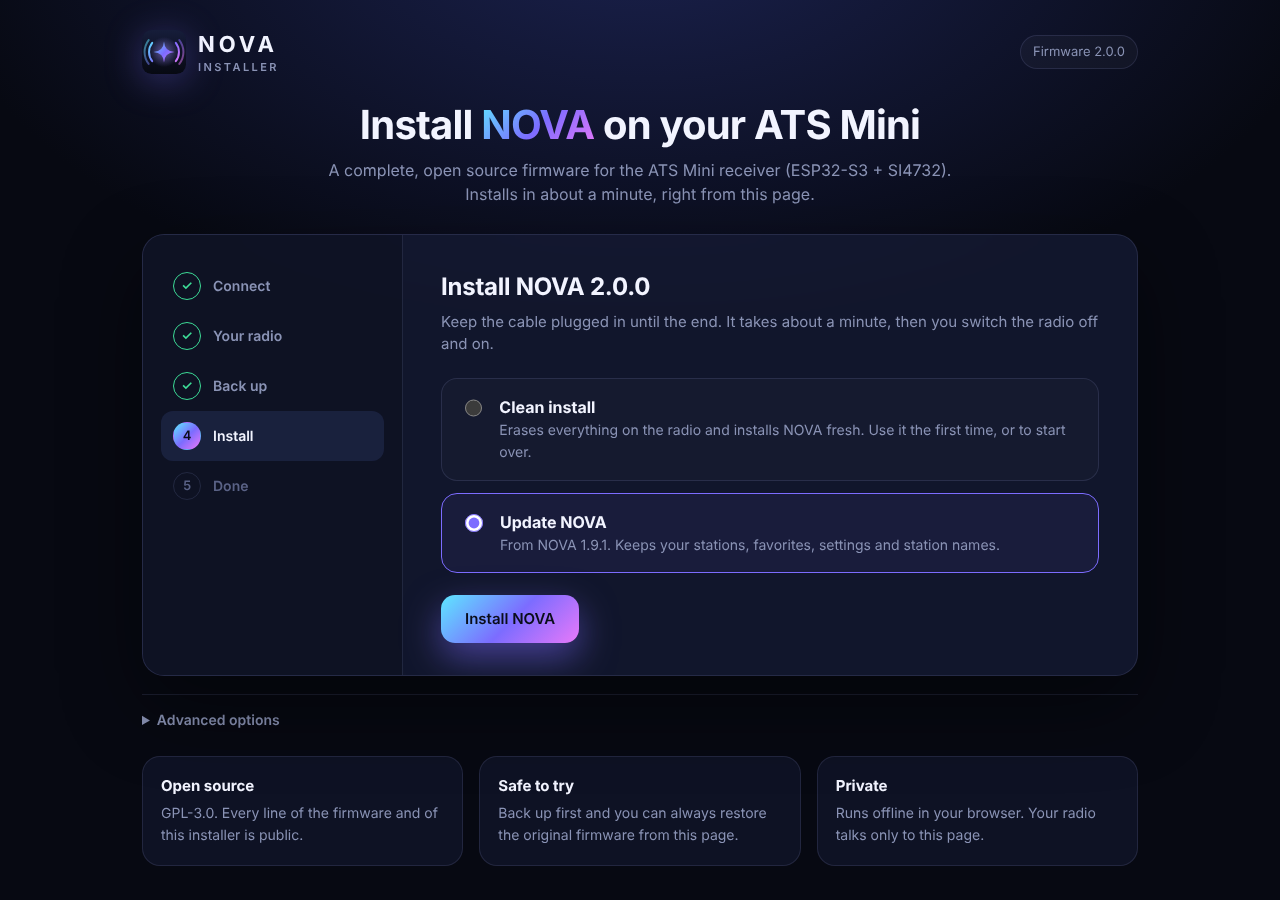 NOVA
INSTALLER
Firmware 2.0.0
Install NOVA on your ATS Mini
A complete, open source firmware for the ATS Mini receiver (ESP32-S3 + SI4732).
Installs in about a minute, right from this page.
Connect
Your radio
Back up
4 Install
5 Done
Install NOVA 2.0.0
Keep the cable plugged in until the end. It takes about a minute, then you switch the radio off
and on.
Clean install
Erases everything on the radio and installs NOVA fresh. Use it the first time, or to start
over.
Update NOVA
From NOVA 1.9.1. Keeps your stations, favorites, settings and station names.
Install NOVA
Advanced options
Open source
GPL-3.0. Every line of the firmware and of
this installer is public.
Safe to try
Back up first and you can always restore
the original firmware from this page.
Private
Runs offline in your browser. Your radio
talks only to this page.